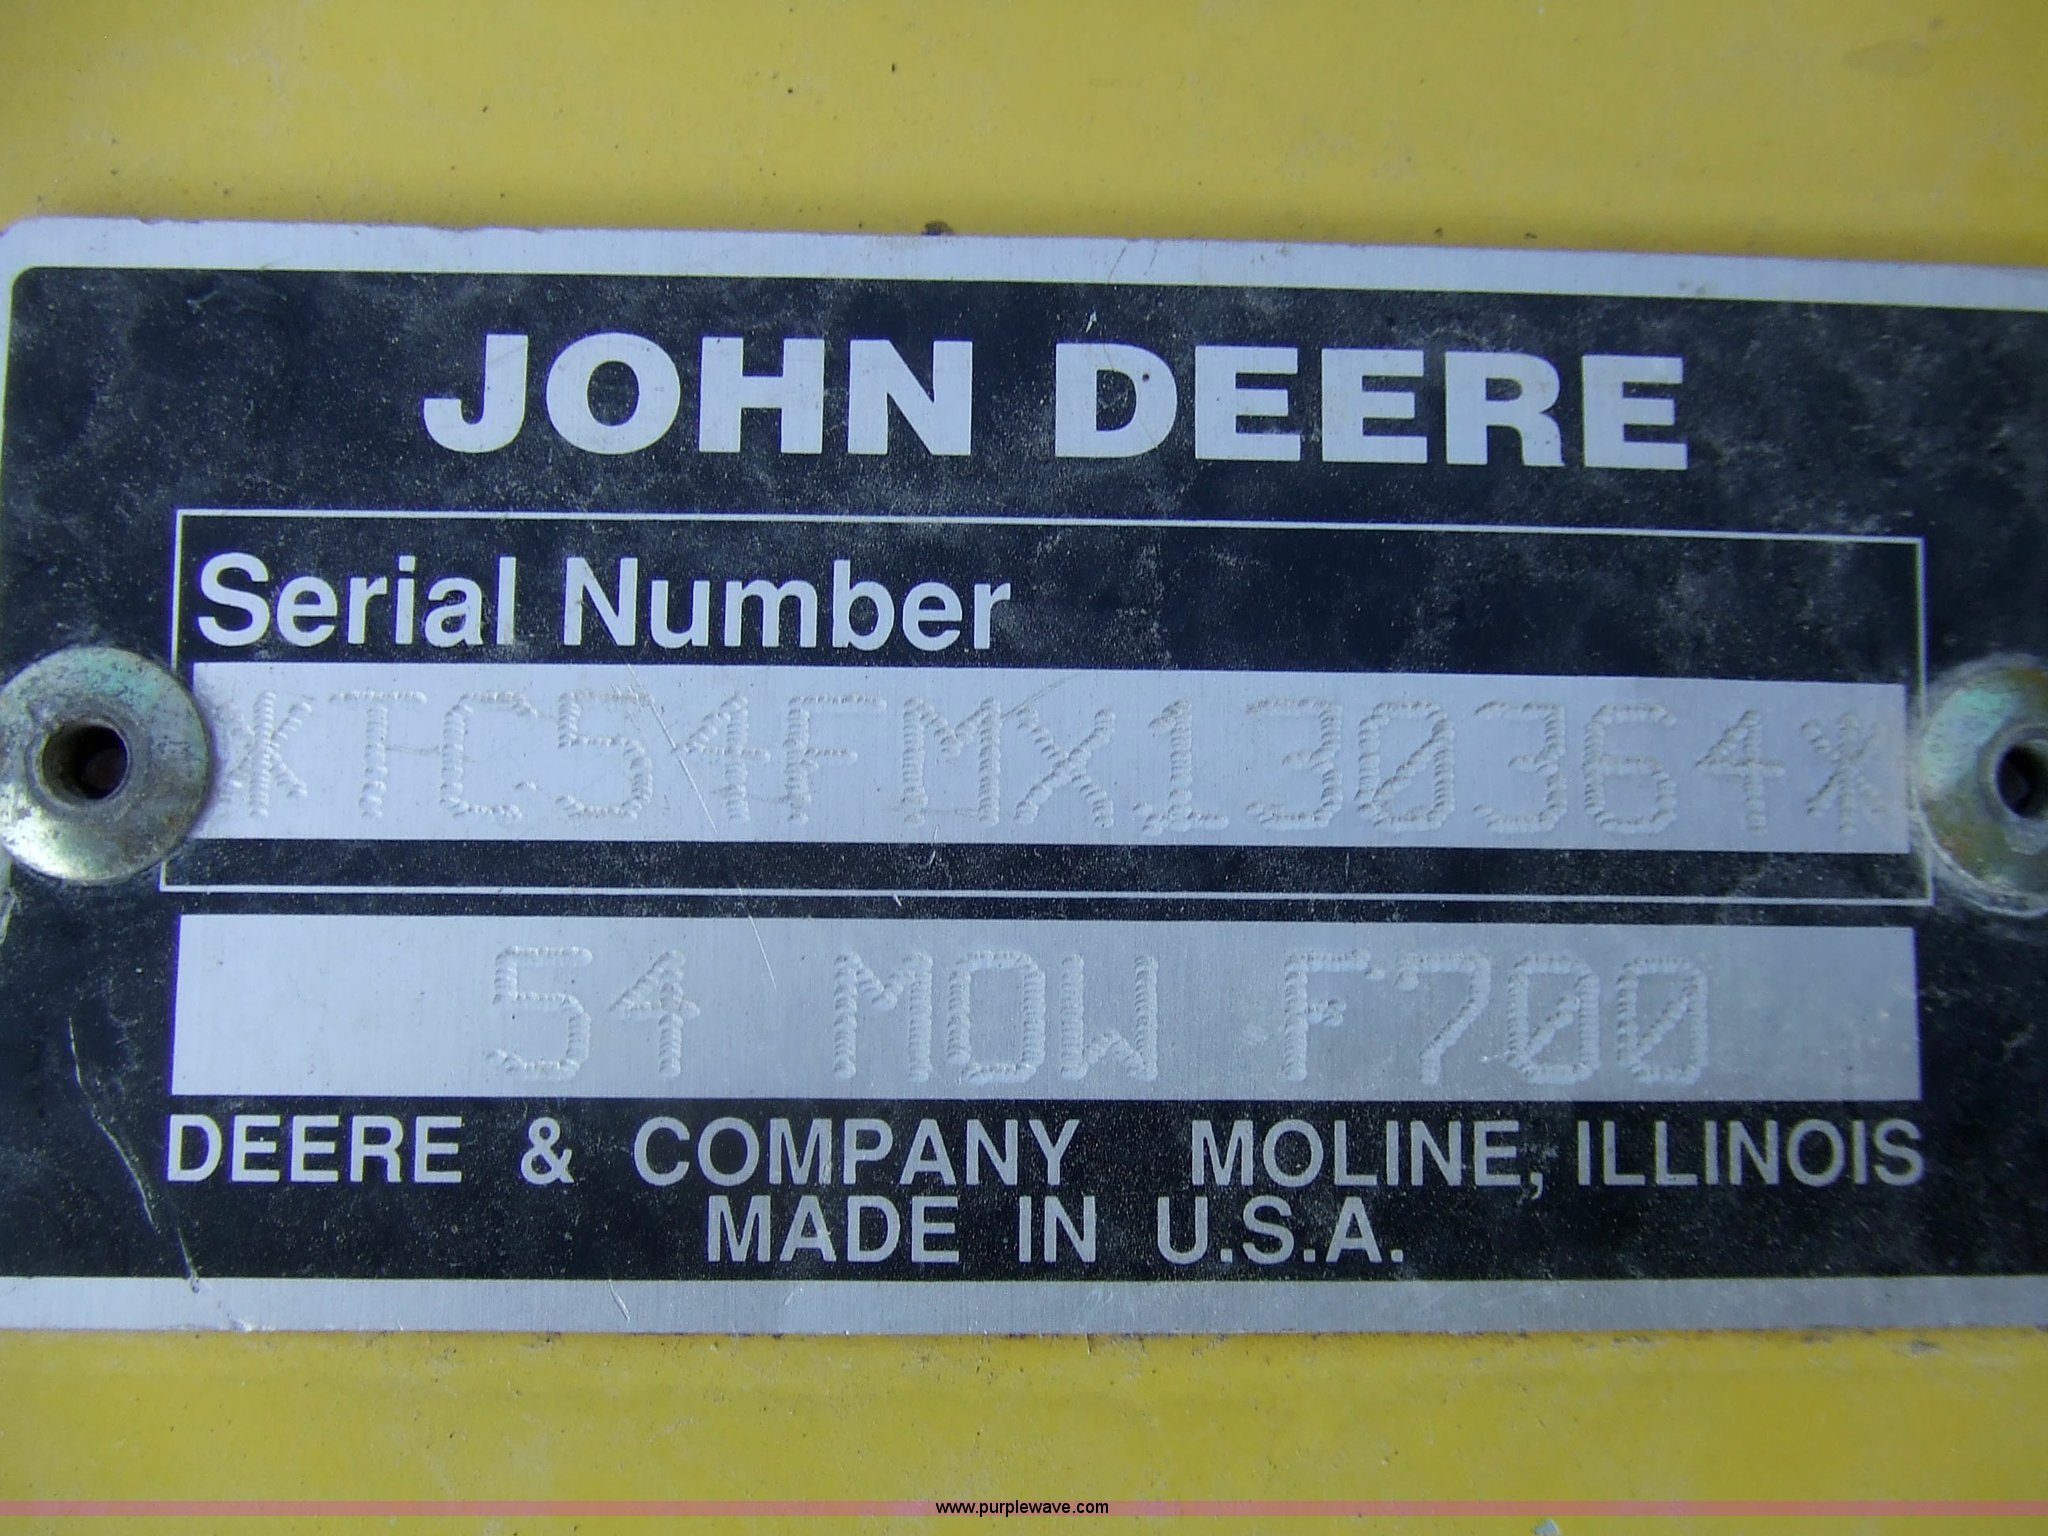 JOHN DEERE
Serial Number
*TC54FMX130364*
54 MOW F700
DEERE & COMPANY MOLINE, ILLINOIS
MADE IN U.S.A.
www.purplewave.com